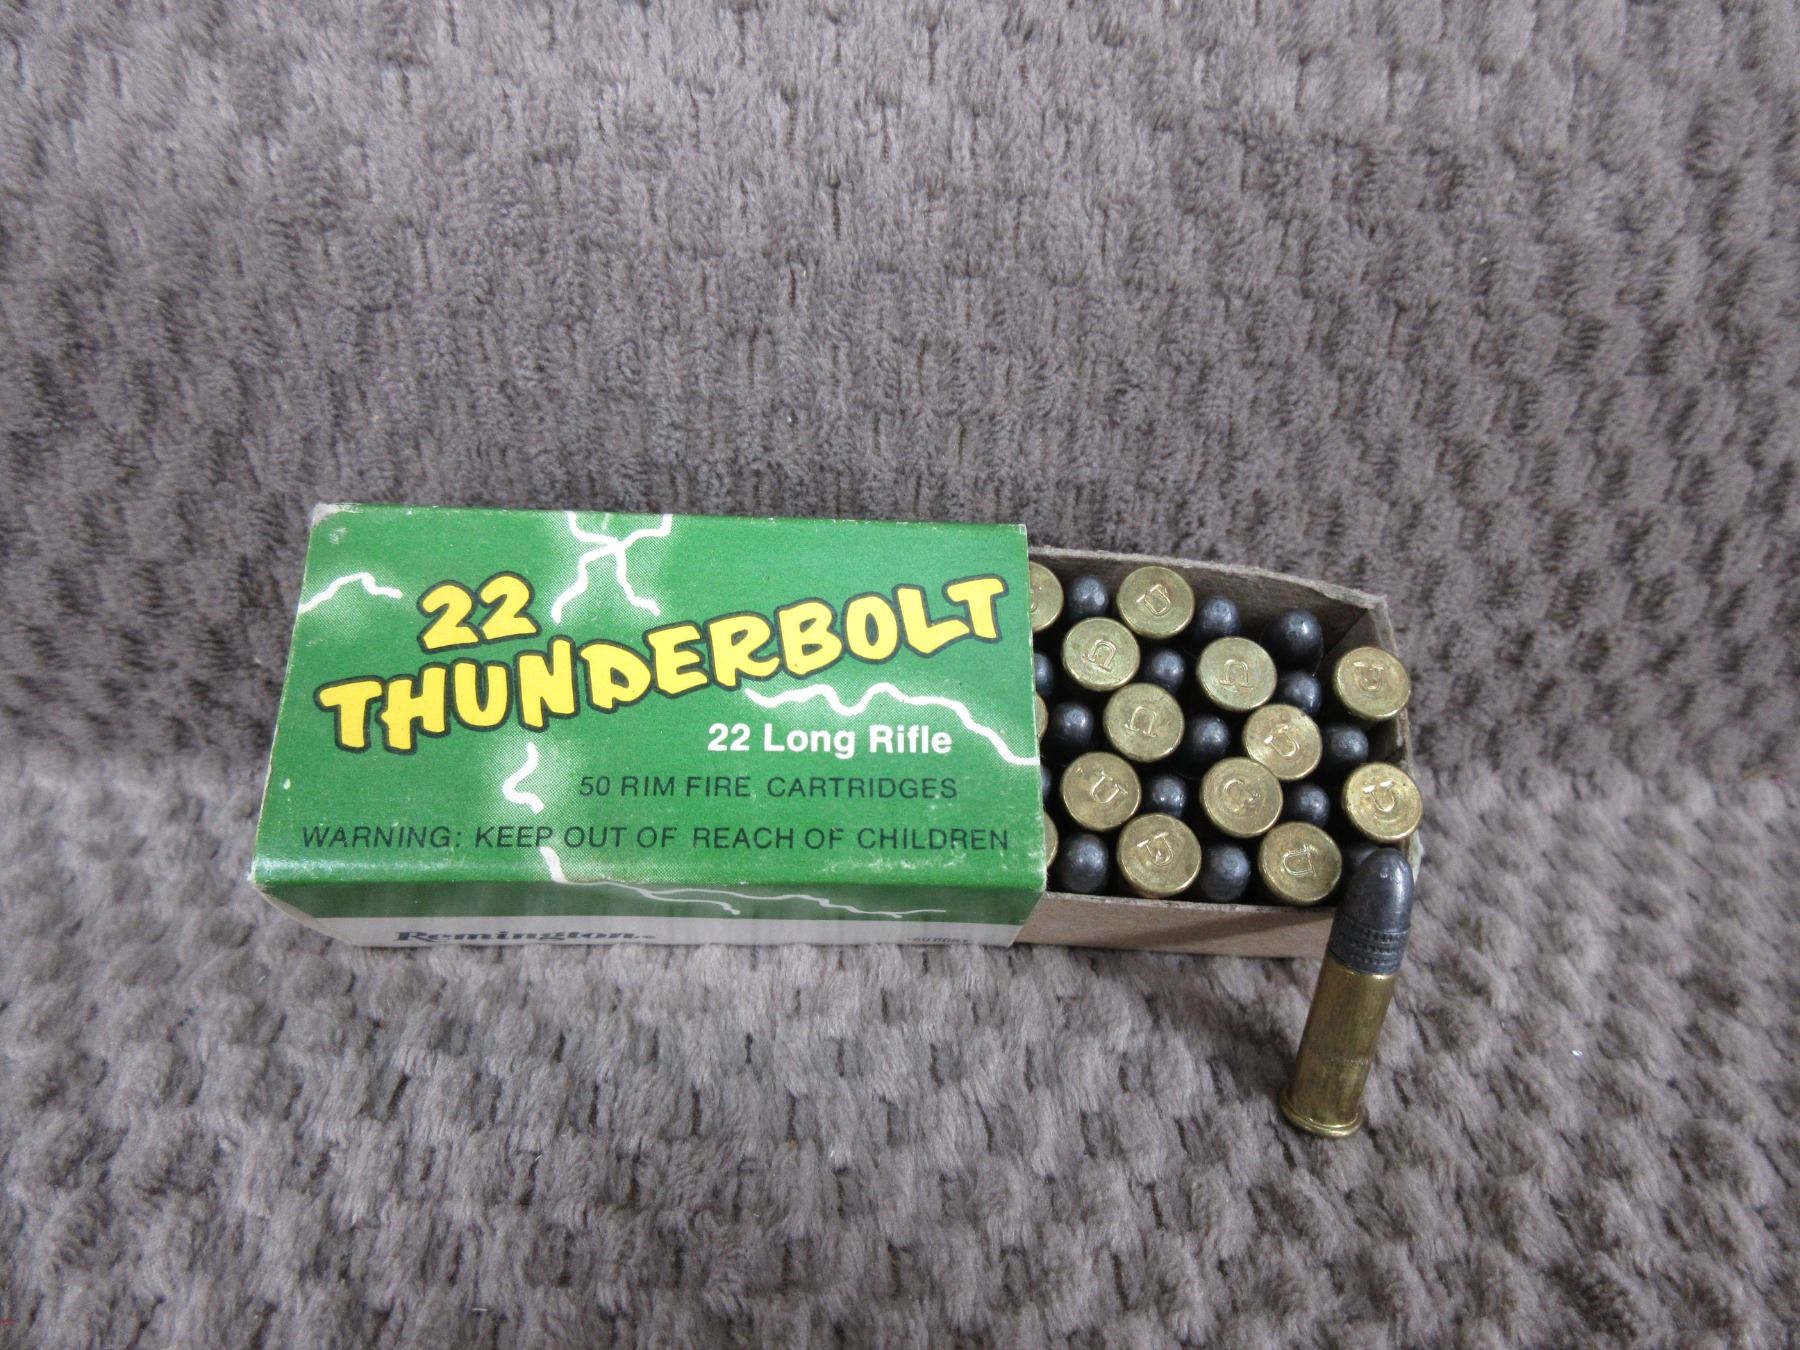 22
THUNDERBOLT
22 Long Rifle
50 RIM FIRE CARTRIDGES
WARNING: KEEP OUT OF REACH OF CHILDREN
Remington
U
U
U
U
U
U
U
U
U
U
U
U